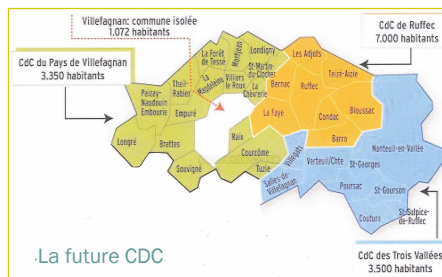 Villefagnan: commune isolée
1.072 habitants
CdC de Ruffec
7.000 habitants
CdC du Pays de Villefagnan
3.350 habitants
La Forêt
de Tessé
Montjean
Londigny
St-Martin
du-Clocher
Les Adjots
Taizé-Aizie
Theil-
Rabier
La Magdeleine
Villiers
le Roux
La
Chèvrerie
Bernac
Ruffec
Paizay-
Naudouin
Embourie
Empuré
La Faye
Condac
Bioussac
Longré
Brettes
Raix
Barro
Nanteuil-en-Vallée
Souvigné
Courcôme
Tuzie
Villegats
Verteuil/Chte
St-Georges
Salles-de-
Villefagnan
Poursac
St-Gourson
Couture
St-Sulpice-
de-Ruffec
La future CDC
CdC des Trois Vallées
3.500 habitants